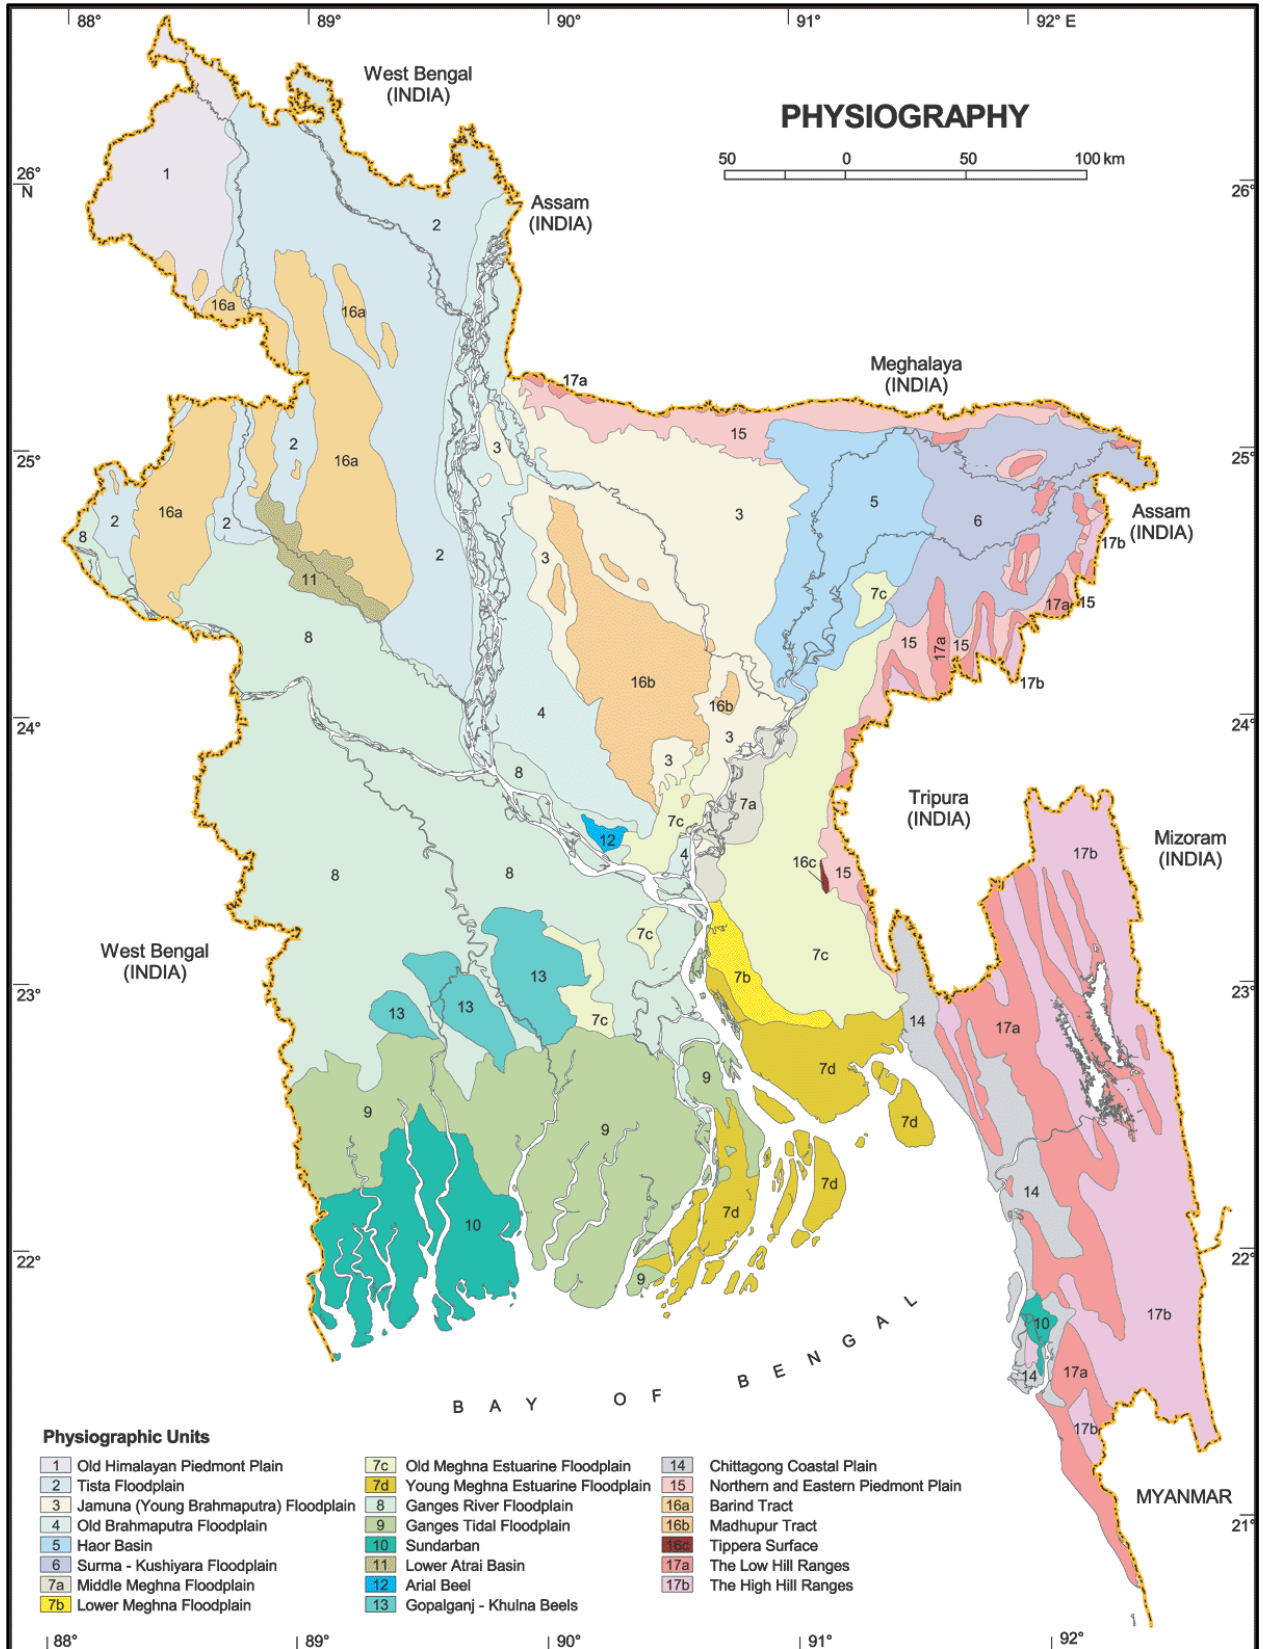 88° 89° 90° 91° 92° E
West Bengal
(INDIA)
PHYSIOGRAPHY
50 0 50 100 km
1
26°
N
26°
Assam
(INDIA)
2
16a
16a
Meghalaya
(INDIA)
17a
15
3
2
25°
25°
16a
5
3
6
Assam
(INDIA)
16a
2
2
8
17b
2
3
11
7c
17a
15
8
15
17a
15
16b
17b
16b
4
24°
24°
3
3
8
7a
Tripura
(INDIA)
7c
12
Mizoram
(INDIA)
17b
4
16c
15
8
8
7c
West Bengal
(INDIA)
7c
13
7b
23°
23°
13
13
7c
14
17a
7d
9
9
7d
9
7d
14
7d
10
22°
22°
9
10
17b
BAY OF BENGAL
14
17a
17b
Physiographic Units
1 Old Himalayan Piedmont Plain
2 Tista Floodplain
3 Jamuna (Young Brahmaputra) Floodplain
4 Old Brahmaputra Floodplain
5 Haor Basin
6 Surma - Kushiyara Floodplain
7a Middle Meghna Floodplain
7b Lower Meghna Floodplain
7c Old Meghna Estuarine Floodplain
7d Young Meghna Estuarine Floodplain
8 Ganges River Floodplain
9 Ganges Tidal Floodplain
10 Sundarban
11 Lower Atrai Basin
12 Arial Beel
13 Gopalganj - Khulna Beels
14 Chittagong Coastal Plain
15 Northern and Eastern Piedmont Plain
16a Barind Tract
16b Madhupur Tract
16c Tippera Surface
17a The Low Hill Ranges
17b The High Hill Ranges
MYANMAR
21°
88° 89° 90° 91° 92°